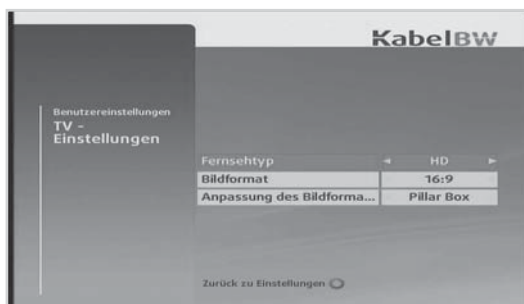 KabelBW
Benutzereinstellungen
TV -
Einstellungen
Fernsehtyp HD
Bildformat 16:9
Anpassung des Bildforma... Pillar Box
Zurück zu Einstellungen